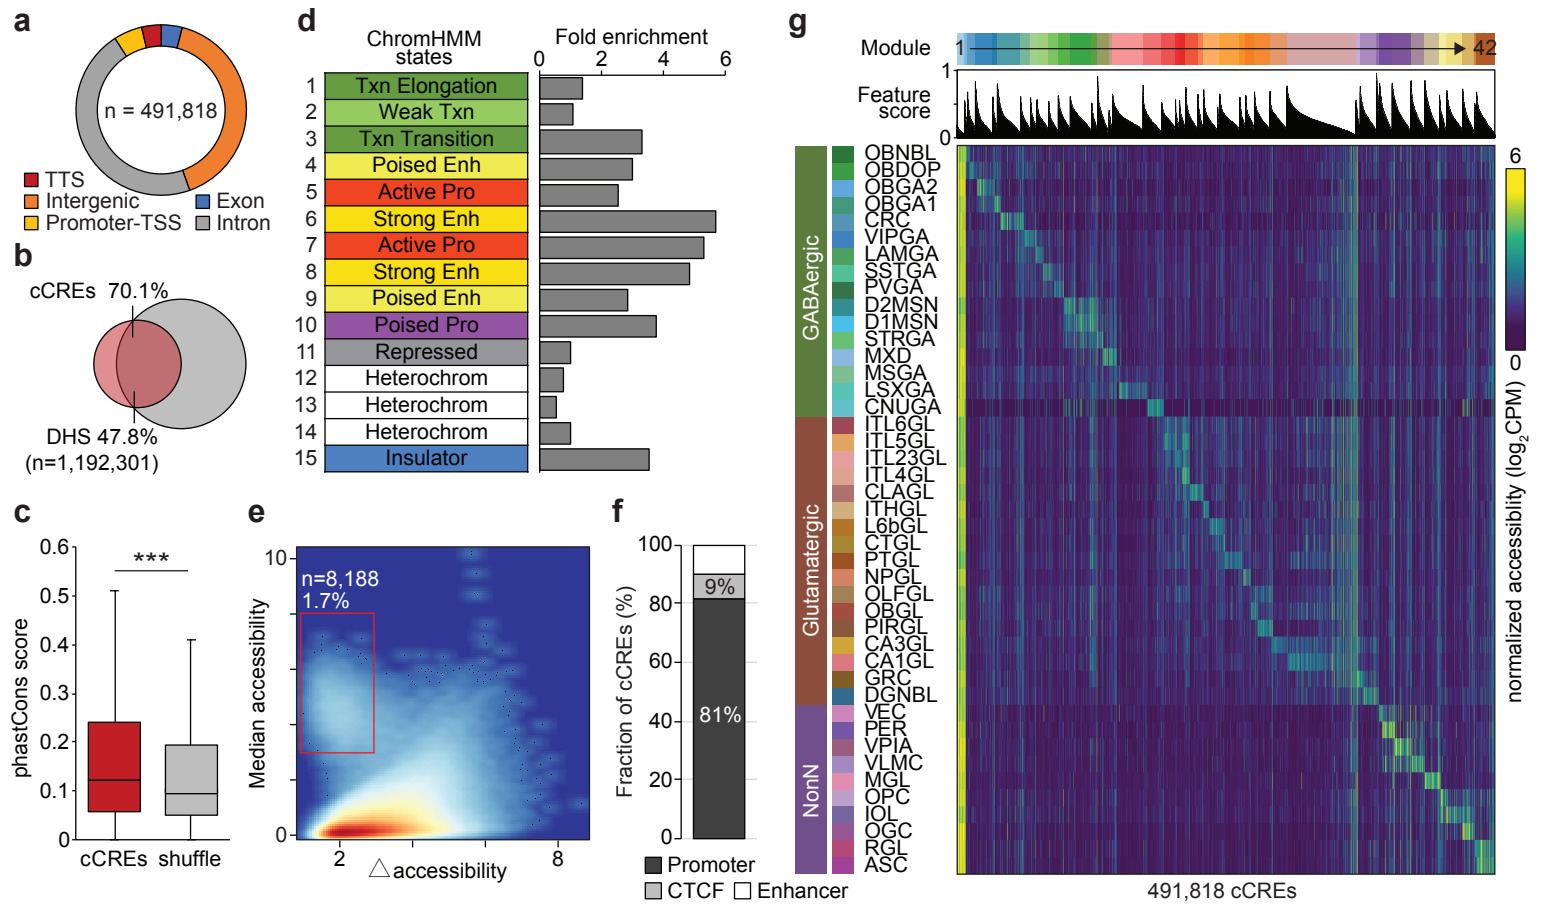 a
n = 491,818
TTS
Intergenic
Exon
Promoter-TSS
Intron
b
cCREs 70.1%
DHS 47.8%
(n=1,192,301)
c
phastCons score
0.6
0.5
0.4
0.3
0.2
0.1
0
***
cCREs
shuffle
d
ChromHMM
states
Fold enrichment
0 2 4 6
1 Txn Elongation
2 Weak Txn
3 Txn Transition
4 Poised Enh
5 Active Pro
6 Strong Enh
7 Active Pro
8 Strong Enh
9 Poised Enh
10 Poised Pro
11 Repressed
12 Heterochrom
13 Heterochrom
14 Heterochrom
15 Insulator
e
Median accessibility
10
0
n=8,188
1.7%
2 8
△accessibility
f
Fraction of cCREs (%)
100
80
60
40
20
0
9%
81%
Promoter
CTCF
Enhancer
g
Module
1
42
Feature
score
1
0
GABAergic
Glutamatergic
NonN
OBNBL
OBDOP
OBGA2
OBGA1
CRC
VIPGA
LAMGA
SSTGA
PVGA
D2MSN
D1MSN
STRGA
MXD
MSGA
LSXGA
CNUGA
ITL6GL
ITL5GL
ITL23GL
ITL4GL
CLAGL
ITHGL
L6bGL
CTGL
PTGL
NPGL
OLFGL
OBGL
PIRGL
CA3GL
CA1GL
GRC
DGNBL
VEC
PER
VPIA
VLMC
MGL
OPC
IOL
OGC
RGL
ASC
491,818 cCREs
6
0
normalized accessiblity (log2CPM)